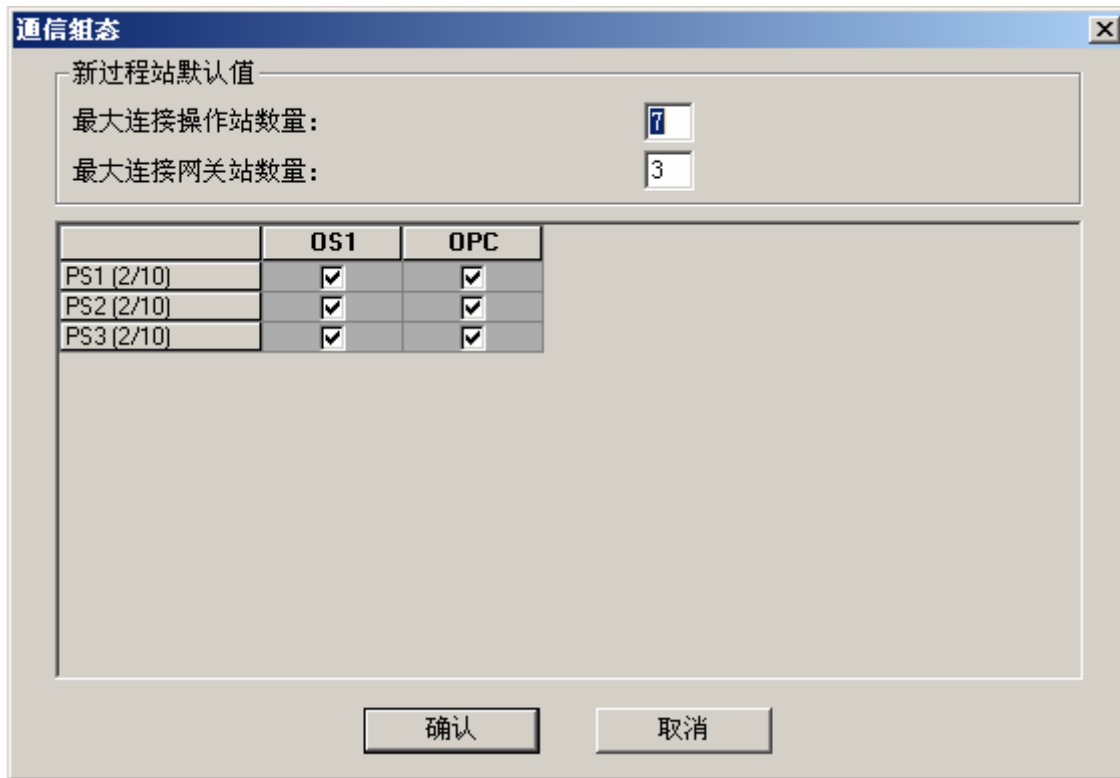 通信组态
新过程站默认值
最大连接操作站数量: 7
最大连接网关站数量: 3
OS1 OPC
PS1 (2/10)
PS2 (2/10)
PS3 (2/10)
确认 取消